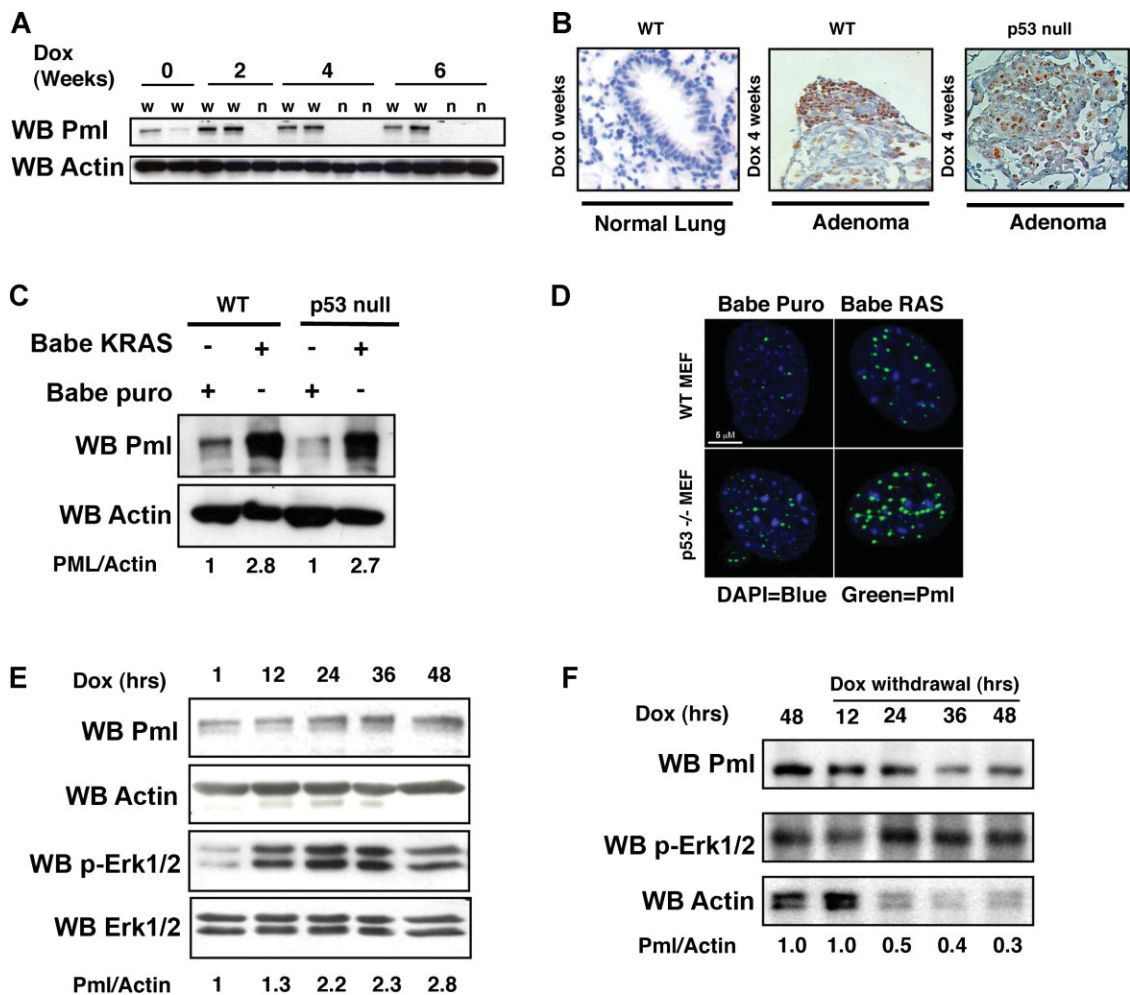 A
Dox
(Weeks)
0 2 4 6
w w w w n w w n n w w n n
WB Pml
WB Actin
B
WT WT p53 null
Dox 0 weeks
Dox 4 weeks
Dox 4 weeks
Normal Lung Adenoma Adenoma
C
WT p53 null
Babe KRAS - + - +
Babe puro + - + -
WB Pml
WB Actin
PML/Actin 1 2.8 1 2.7
D
Babe Puro Babe RAS
WT MEF
5 µM
p53 -/- MEF
DAPI=Blue Green=Pml
E
Dox (hrs) 1 12 24 36 48
WB Pml
WB Actin
WB p-Erk1/2
WB Erk1/2
Pml/Actin 1 1.3 2.2 2.3 2.8
F
Dox withdrawal (hrs)
Dox (hrs) 48 12 24 36 48
WB Pml
WB p-Erk1/2
WB Actin
Pml/Actin 1.0 1.0 0.5 0.4 0.3